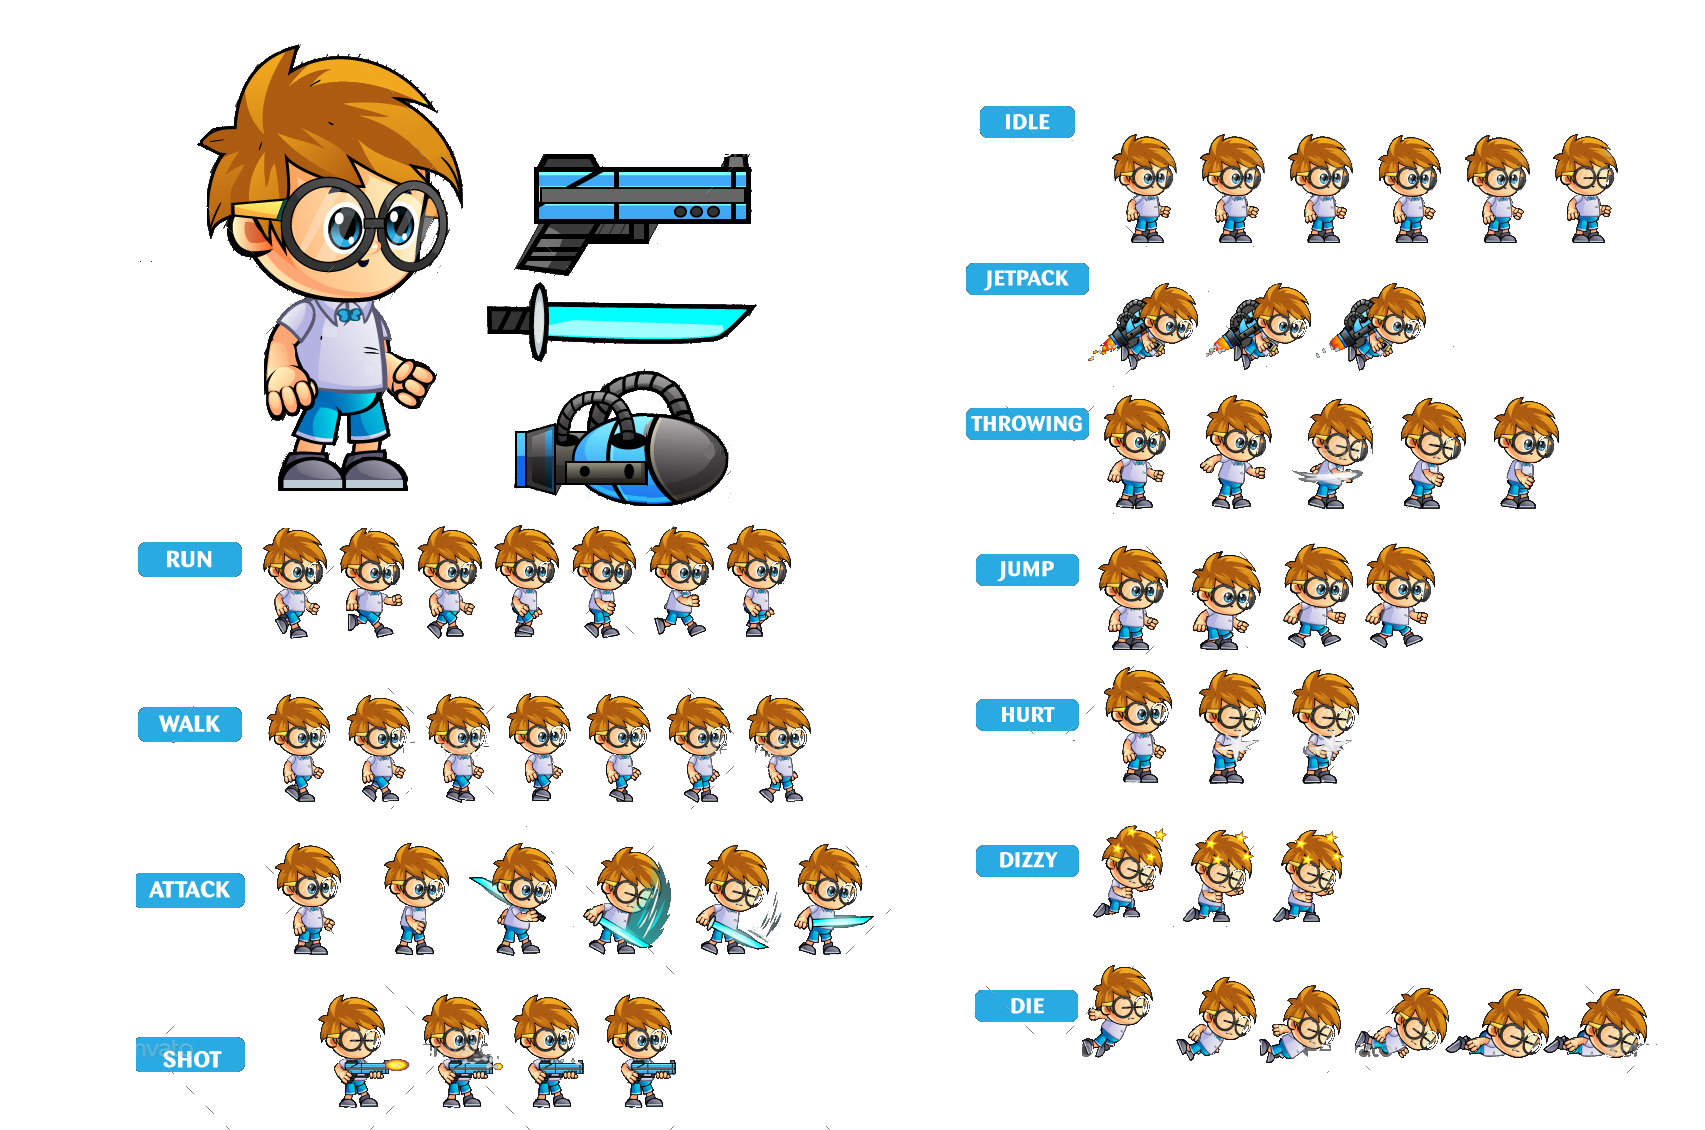 IDLE
JETPACK
THROWING
RUN
JUMP
WALK
HURT
ATTACK
DIZZY
SHOT
DIE